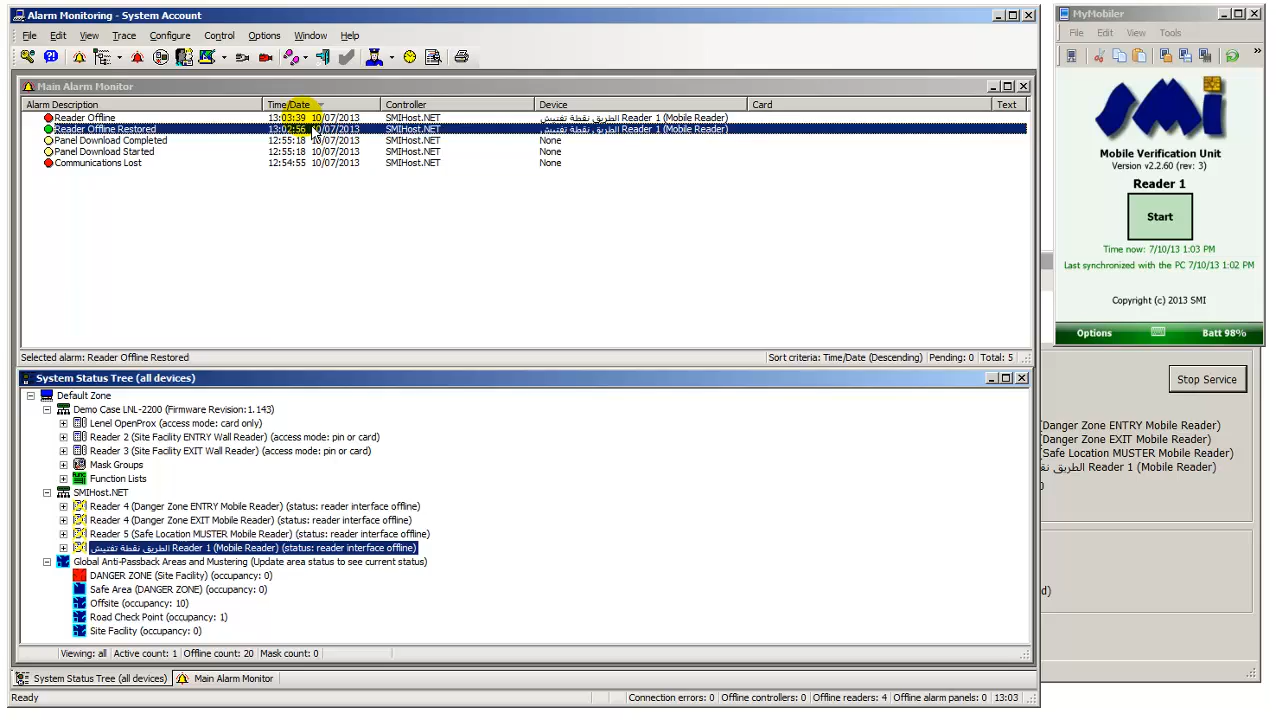 Alarm Monitoring - System Account
File Edit View Trace Configure Control Options Window Help
Main Alarm Monitor
Alarm Description Time/Date Controller Device Card Text
Reader Offline 13:03:39 10/07/2013 SMIHost.NET الطريق نقطة تفتيش Reader 1 (Mobile Reader)
Reader Offline Restored 13:02:56 10/07/2013 SMIHost.NET الطريق نقطة تفتيش Reader 1 (Mobile Reader)
Panel Download Completed 12:55:18 10/07/2013 SMIHost.NET None
Panel Download Started 12:55:18 10/07/2013 SMIHost.NET None
Communications Lost 12:54:55 10/07/2013 SMIHost.NET None
Selected alarm: Reader Offline Restored Sort criteria: Time/Date (Descending) Pending: 0 Total: 5
System Status Tree (all devices)
Default Zone
Demo Case LNL-2200 (Firmware Revision:1.143)
Lenel OpenProx (access mode: card only)
Reader 2 (Site Facility ENTRY Wall Reader) (access mode: pin or card)
Reader 3 (Site Facility EXIT Wall Reader) (access mode: pin or card)
Mask Groups
Function Lists
SMIHost.NET
Reader 4 (Danger Zone ENTRY Mobile Reader) (status: reader interface offline)
Reader 4 (Danger Zone EXIT Mobile Reader) (status: reader interface offline)
Reader 5 (Safe Location MUSTER Mobile Reader) (status: reader interface offline)
الطريق نقطة تفتيش Reader 1 (Mobile Reader) (status: reader interface offline)
Global Anti-Passback Areas and Mustering (Update area status to see current status)
DANGER ZONE (Site Facility) (occupancy: 0)
Safe Area (DANGER ZONE) (occupancy: 0)
Offsite (occupancy: 10)
Road Check Point (occupancy: 1)
Site Facility (occupancy: 0)
Viewing: all Active count: 1 Offline count: 20 Mask count: 0
System Status Tree (all devices) Main Alarm Monitor
Ready Connection errors: 0 Offline controllers: 0 Offline readers: 4 Offline alarm panels: 0 13:03
MyMobiler
File Edit View Tools
SMI
Mobile Verification Unit
Version v2.2.60 (rev: 3)
Reader 1
Start
Time now: 7/10/13 1:03 PM
Last synchronized with the PC 7/10/13 1:02 PM
Copyright (c) 2013 SMI
Options Batt 98%
Stop Service
(Danger Zone ENTRY Mobile Reader)
(Danger Zone EXIT Mobile Reader)
(Safe Location MUSTER Mobile Reader)
الطريق نقطة Reader 1 (Mobile Reader)